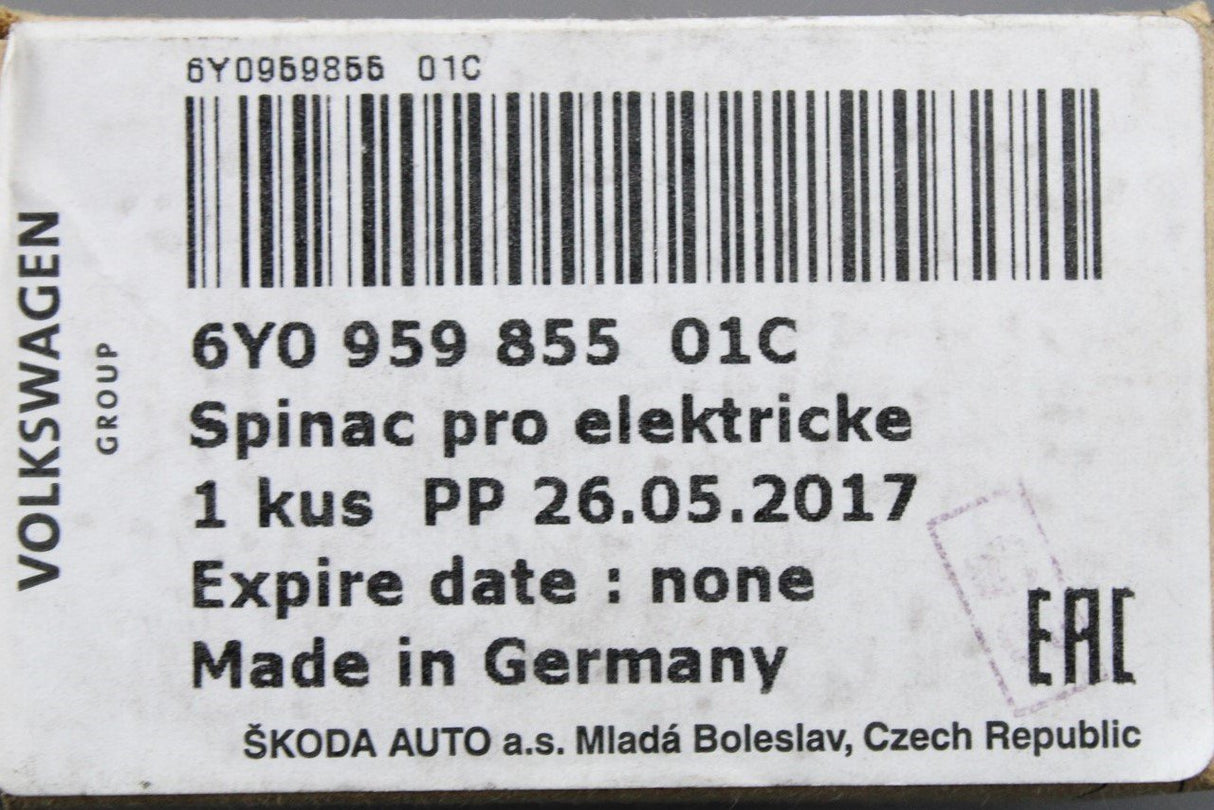 6Y0959855 01C
VOLKSWAGEN
GROUP
6Y0 959 855 01C
Spinac pro elektricke
1 kus PP 26.05.2017
Expire date : none
Made in Germany
EAC
ŠKODA AUTO a.s. Mladá Boleslav, Czech Republic